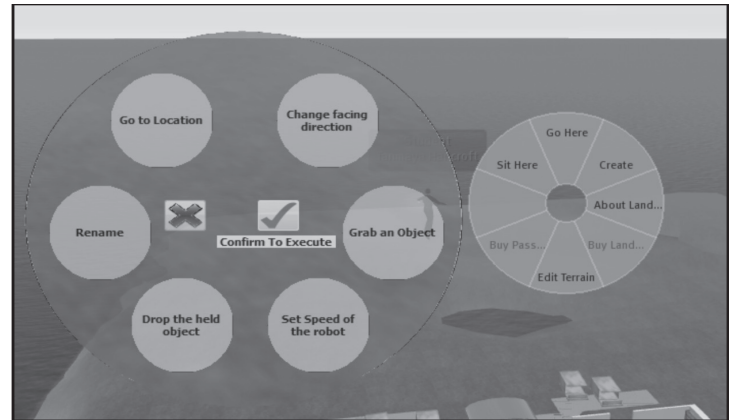 Go to Location
Change facing
direction
Rename
Confirm To Execute
Grab an Object
Drop the held
object
Set Speed of
the robot
Go Here
Sit Here
Create
About Land...
Buy Pass...
Buy Land...
Edit Terrain